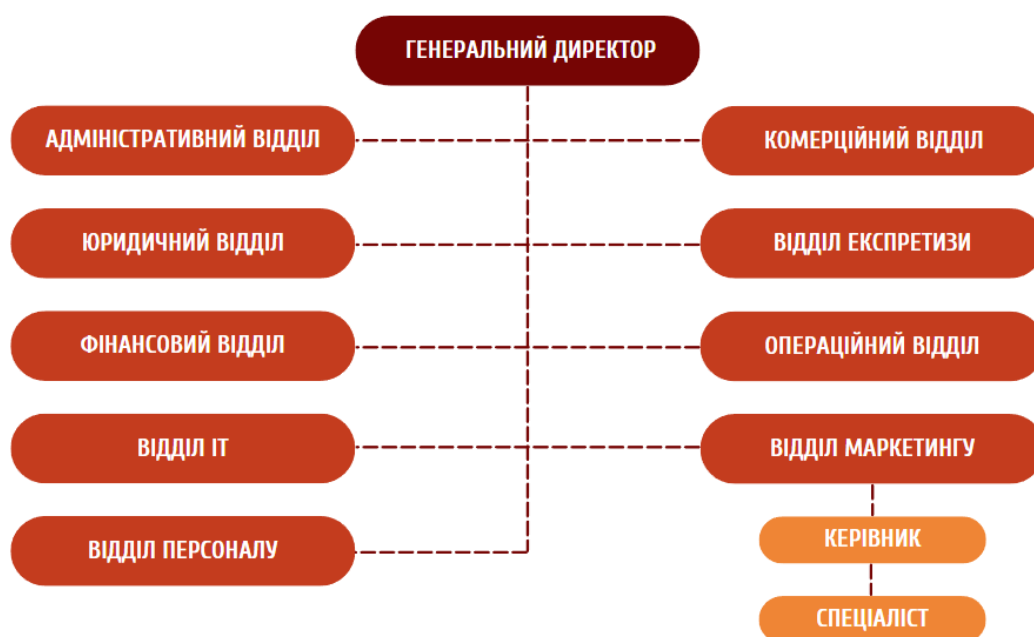 ГЕНЕРАЛЬНИЙ ДИРЕКТОР
АДМІНІСТРАТИВНИЙ ВІДДІЛ
КОМЕРЦІЙНИЙ ВІДДІЛ
ЮРИДИЧНИЙ ВІДДІЛ
ВІДДІЛ ЕКСПРЕТИЗИ
ФІНАНСОВИЙ ВІДДІЛ
ОПЕРАЦІЙНИЙ ВІДДІЛ
ВІДДІЛ ІТ
ВІДДІЛ МАРКЕТИНГУ
ВІДДІЛ ПЕРСОНАЛУ
КЕРІВНИК
СПЕЦІАЛІСТ